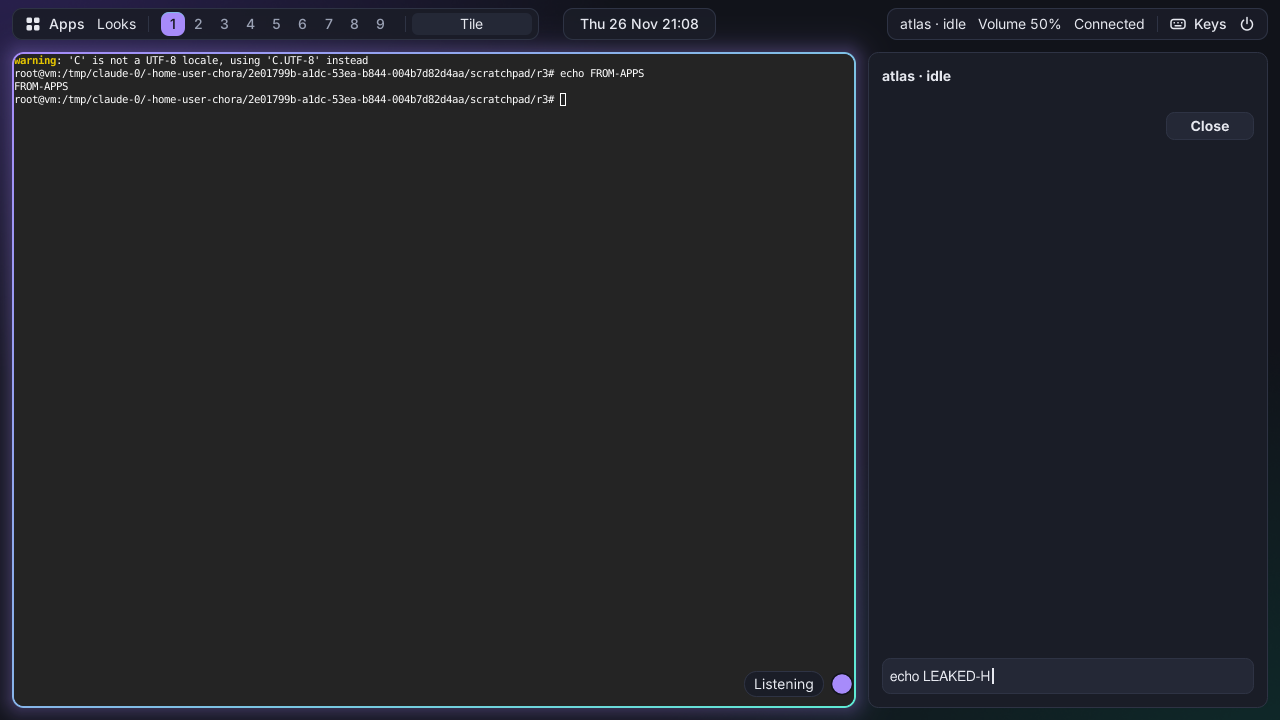 Apps Looks 1 2 3 4 5 6 7 8 9 Tile Thu 26 Nov 21:08 atlas · idle Volume 50% Connected Keys
warning: 'C' is not a UTF-8 locale, using 'C.UTF-8' instead
root@vm:/tmp/claude-0/-home-user-chora/2e01799b-a1dc-53ea-b844-004b7d82d4aa/scratchpad/r3# echo FROM-APPS
FROM-APPS
root@vm:/tmp/claude-0/-home-user-chora/2e01799b-a1dc-53ea-b844-004b7d82d4aa/scratchpad/r3#
Listening
atlas · idle
Close
echo LEAKED-H